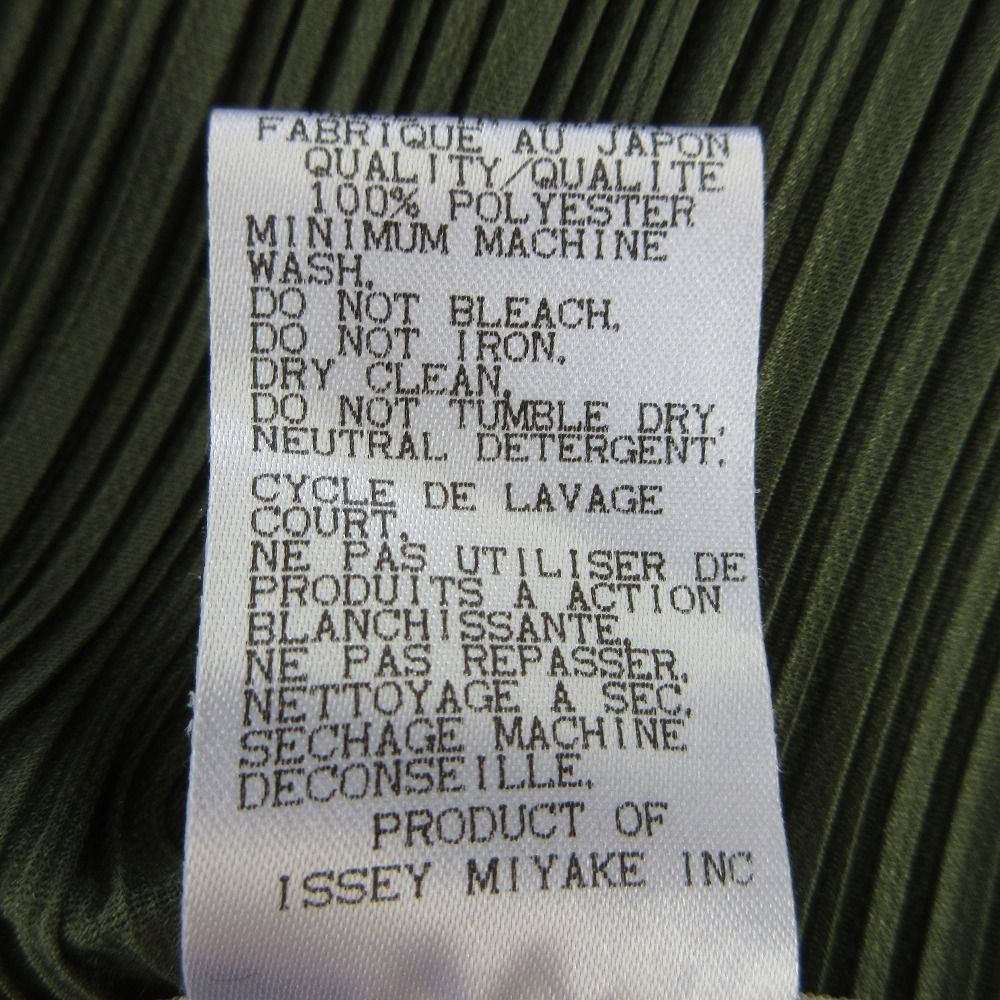 FABRIQUE AU JAPON
QUALITY/QUALITE
100% POLYESTER
MINIMUM MACHINE
WASH.
DO NOT BLEACH.
DO NOT IRON.
DRY CLEAN.
DO NOT TUMBLE DRY.
NEUTRAL DETERGENT.
CYCLE DE LAVAGE
COURT.
NE PAS UTILISER DE
PRODUITS A ACTION
BLANCHISSANTE.
NE PAS REPASSER.
NETTOYAGE A SEC.
SECHAGE MACHINE
DECONSEILLE.
PRODUCT OF
ISSEY MIYAKE INC